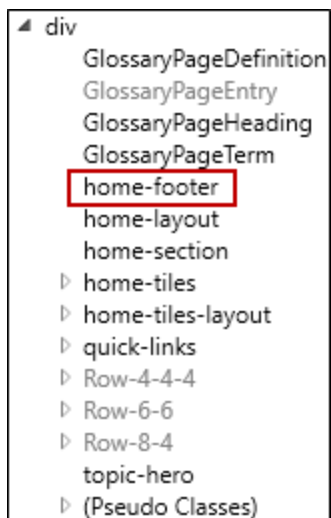 div
GlossaryPageDefinition
GlossaryPageEntry
GlossaryPageHeading
GlossaryPageTerm
home-footer
home-layout
home-section
home-tiles
home-tiles-layout
quick-links
Row-4-4-4
Row-6-6
Row-8-4
topic-hero
(Pseudo Classes)